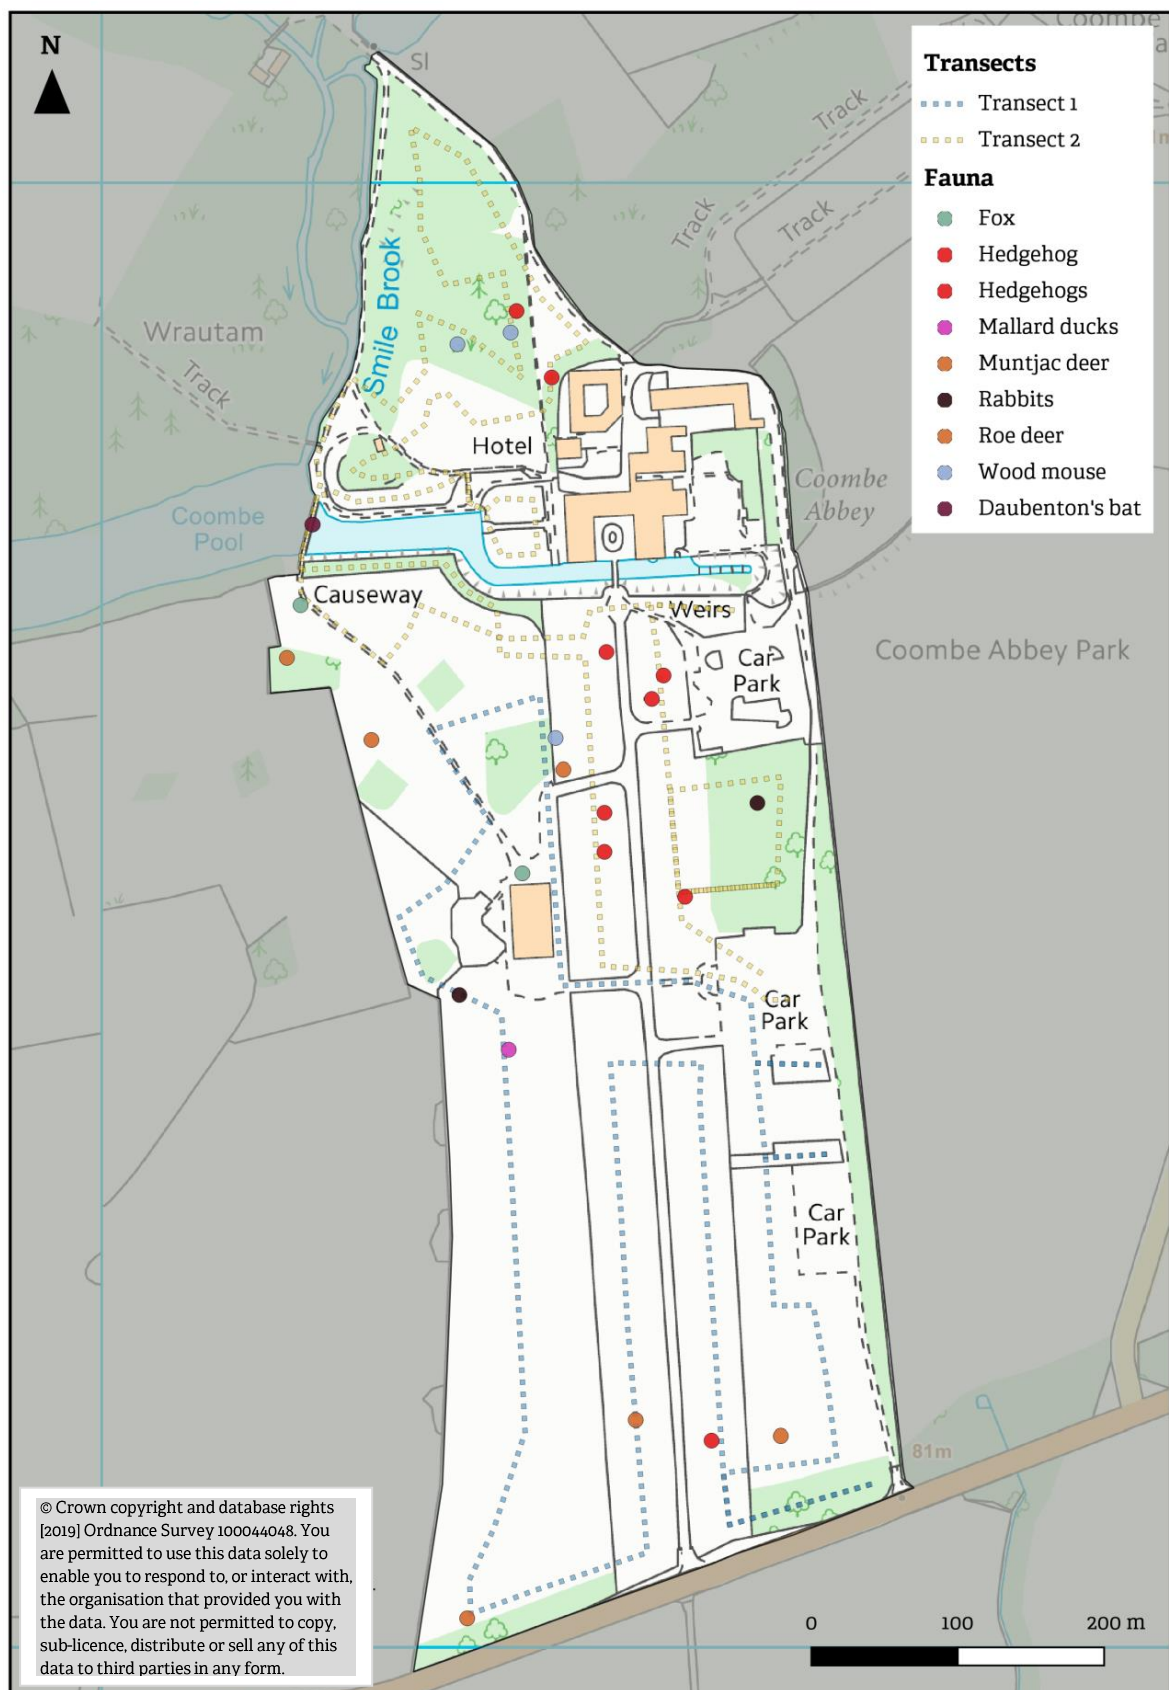 N
Sl
Coombe
Track
Track
Track
Transects
Transect 1
Transect 2
Fauna
Fox
Hedgehog
Hedgehogs
Mallard ducks
Muntjac deer
Rabbits
Roe deer
Wood mouse
Daubenton's bat
Smile Brook
Wrautam
Track
Hotel
Coombe
Abbey
Coombe
Pool
Causeway
Weirs
Car
Park
Coombe Abbey Park
Car
Park
Car
Park
81m
© Crown copyright and database rights
[2019] Ordnance Survey 100044048. You
are permitted to use this data solely to
enable you to respond to, or interact with,
the organisation that provided you with
the data. You are not permitted to copy,
sub-licence, distribute or sell any of this
data to third parties in any form.
0 100 200 m